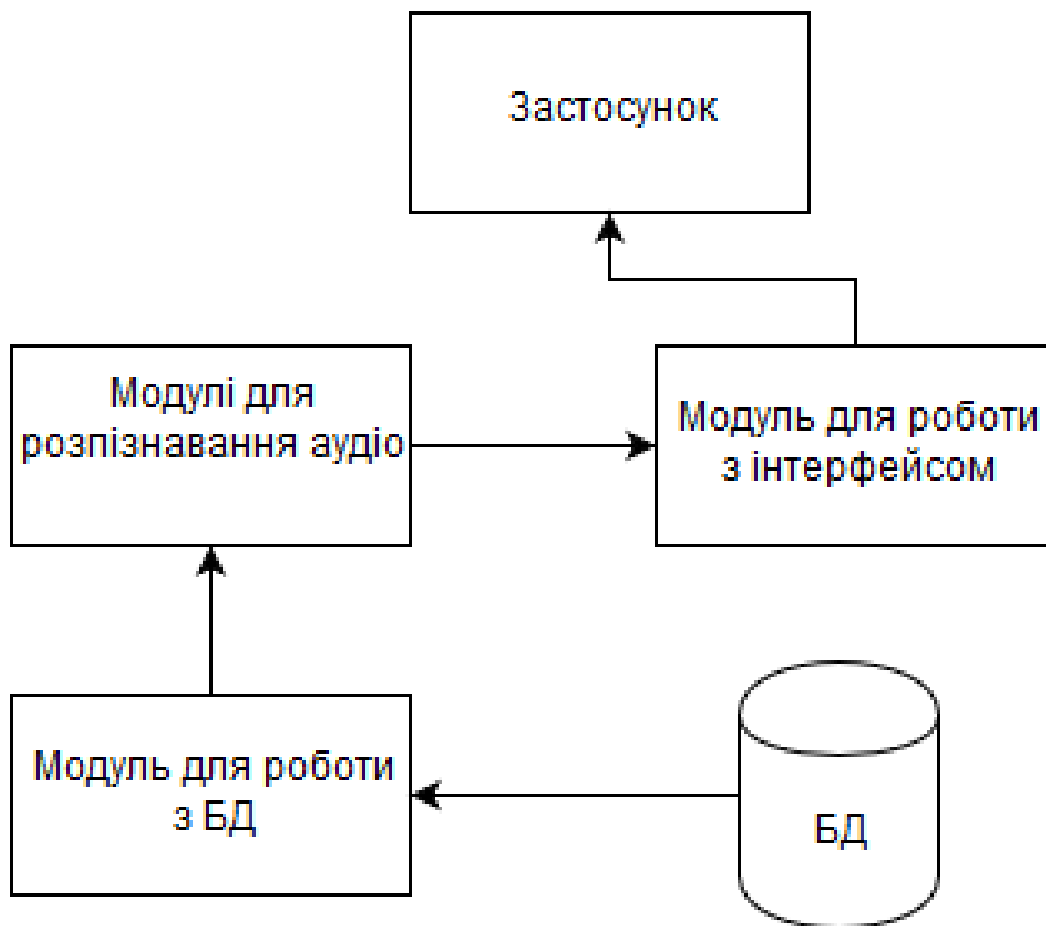 Застосунок
Модулі для
розпізнавання аудіо
Модуль для роботи
з інтерфейсом
Модуль для роботи
з БД
БД